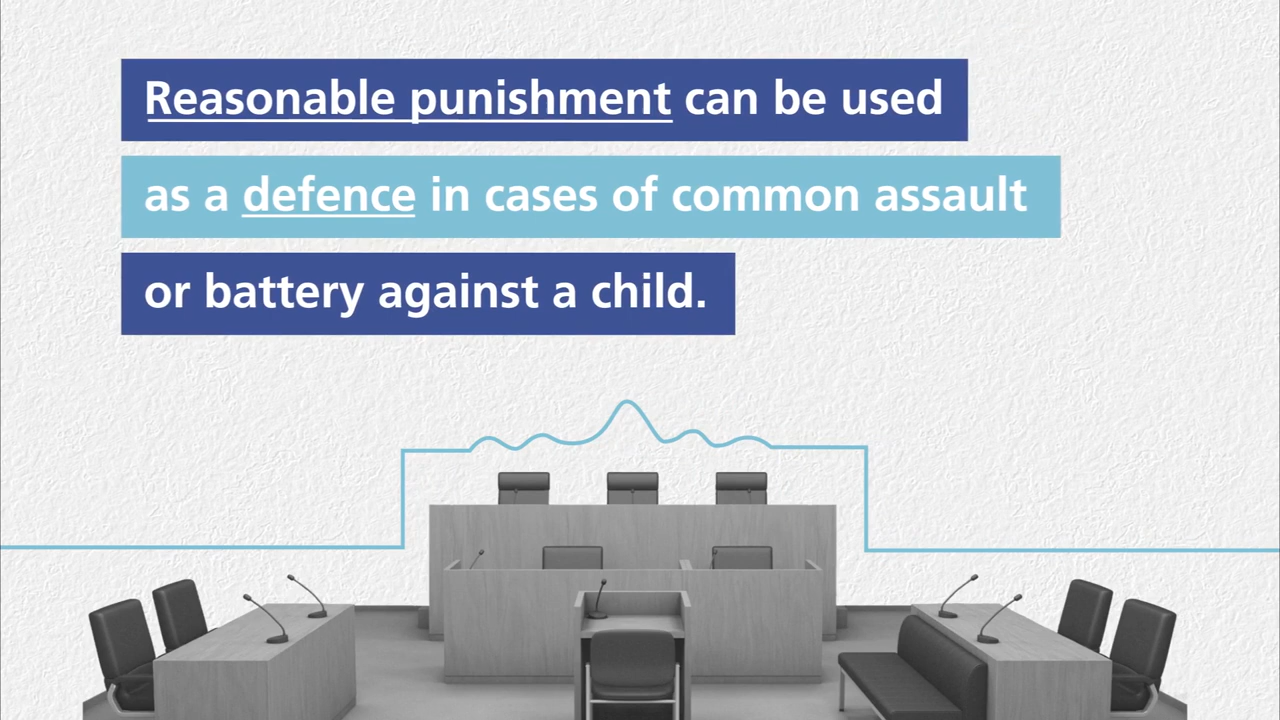 Reasonable punishment can be used
as a defence in cases of common assault
or battery against a child.